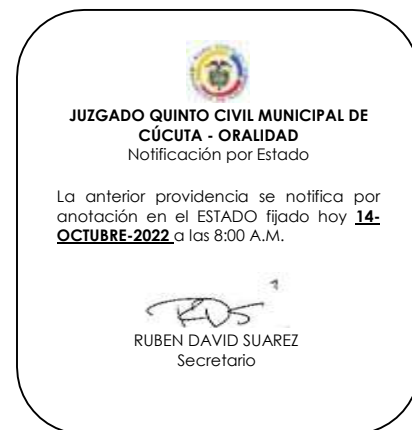 JUZGADO QUINTO CIVIL MUNICIPAL DE
CÚCUTA - ORALIDAD
Notificación por Estado
La anterior providencia se notifica por
anotación en el ESTADO fijado hoy 14-
OCTUBRE-2022 a las 8:00 A.M.
RDS
RUBEN DAVID SUAREZ
Secretario